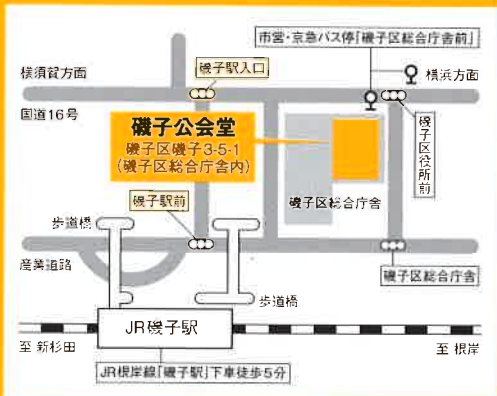 市営・京急バス停「磯子区総合庁舎前」
横須賀方面
磯子駅入口
横浜方面
国道16号
磯子公会堂
磯子区磯子3-5-1
(磯子区総合庁舎内)
磯子区役所前
磯子区総合庁舎
磯子駅前
歩道橋
産業道路
磯子区総合庁舎
歩道橋
JR磯子駅
至 新杉田
至 根岸
JR根岸線「磯子駅」下車徒歩5分